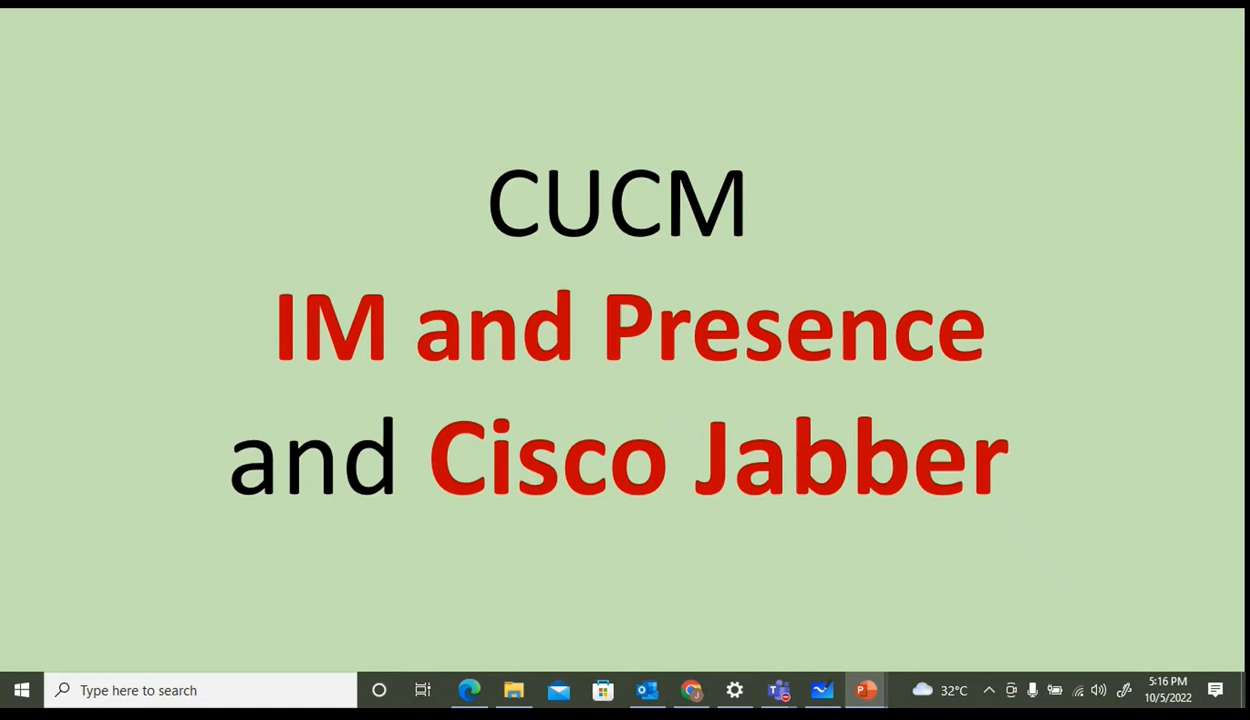 CUCM
IM and Presence
and Cisco Jabber
Type here to search
32°C
5:16 PM
10/5/2022